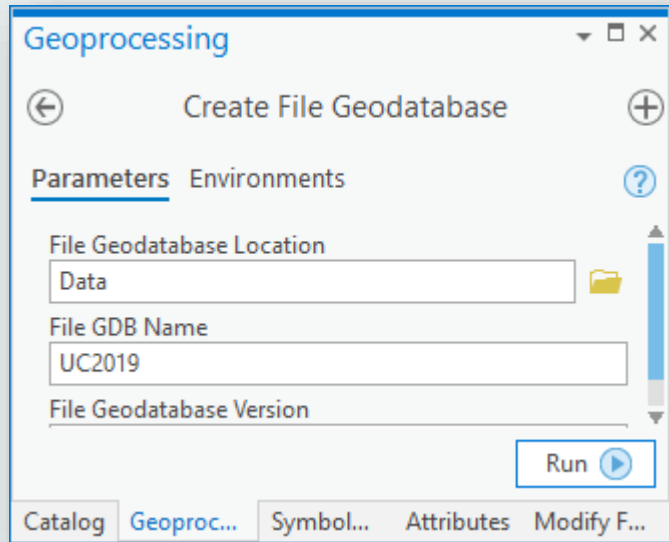 Geoprocessing
Create File Geodatabase
Parameters Environments
File Geodatabase Location
Data
File GDB Name
UC2019
File Geodatabase Version
Run
Catalog Geoproc... Symbol... Attributes Modify F...